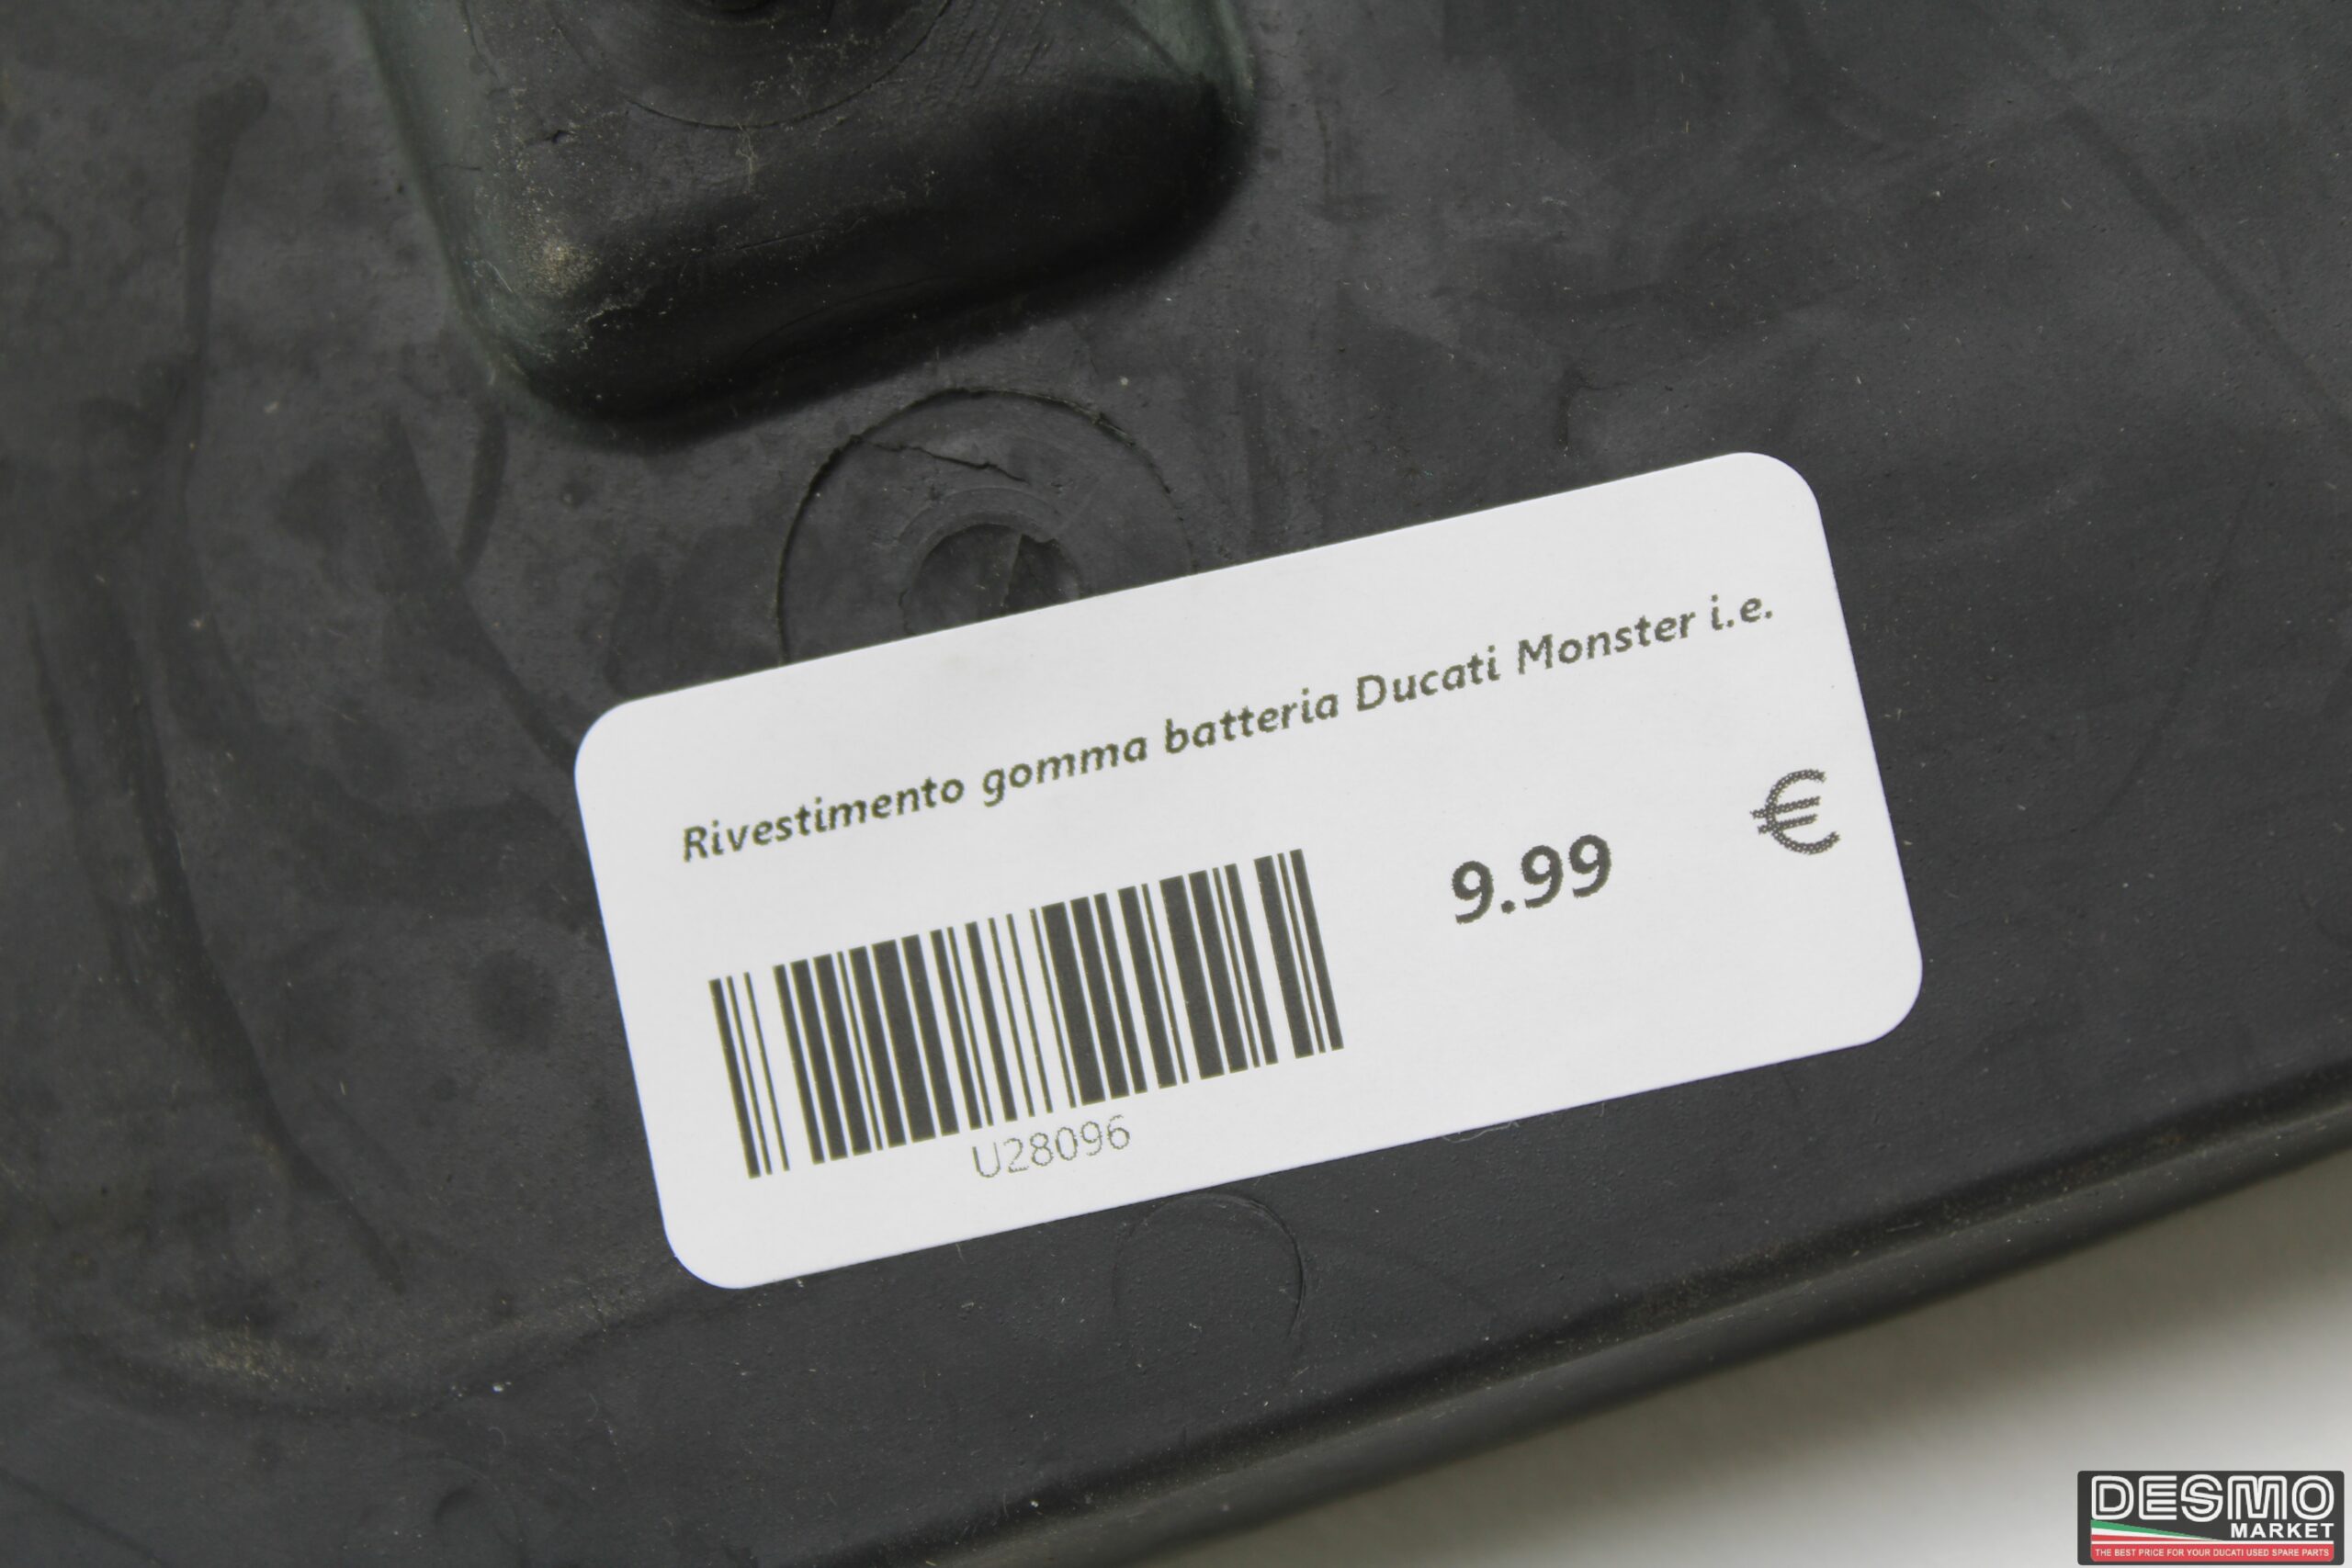 Rivestimento gomma batteria Ducati Monster i.e.
9.99 €
U28096
DESMO
MARKET
THE BEST PRICE FOR YOUR DUCATI USED SPARE PARTS